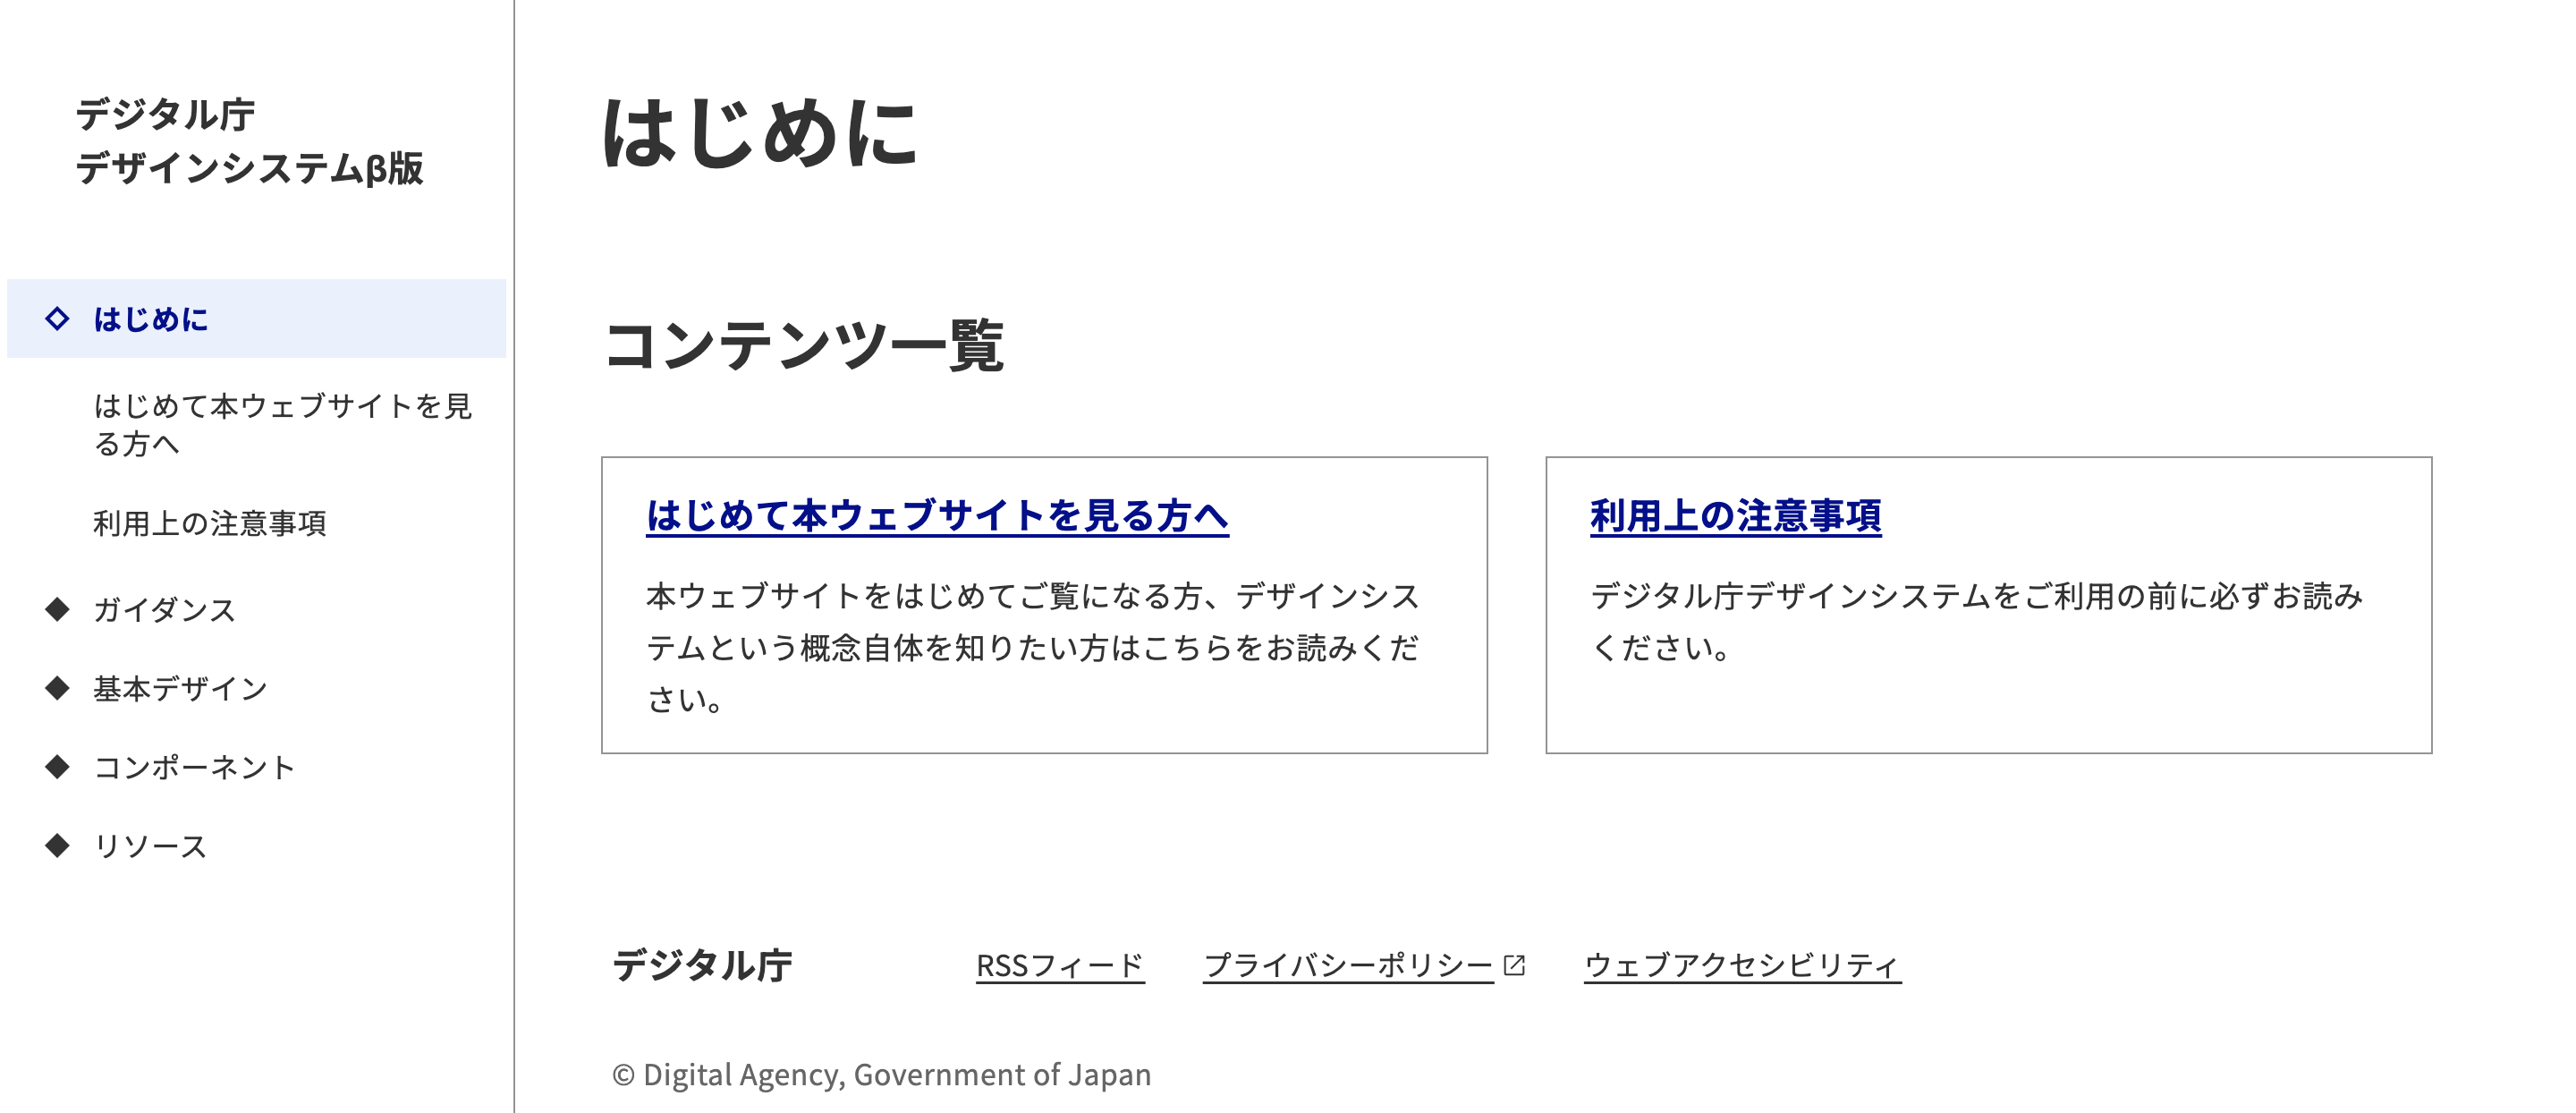 デジタル庁
デザインシステムβ版
はじめに
はじめて本ウェブサイトを見
る方へ
利用上の注意事項
ガイダンス
基本デザイン
コンポーネント
リソース
はじめに
コンテンツ一覧
はじめて本ウェブサイトを見る方へ
本ウェブサイトをはじめてご覧になる方、デザインシス
テムという概念自体を知りたい方はこちらをお読みくだ
さい。
利用上の注意事項
デジタル庁デザインシステムをご利用の前に必ずお読み
ください。
デジタル庁
RSSフィード
プライバシーポリシー
ウェブアクセシビリティ
© Digital Agency, Government of Japan